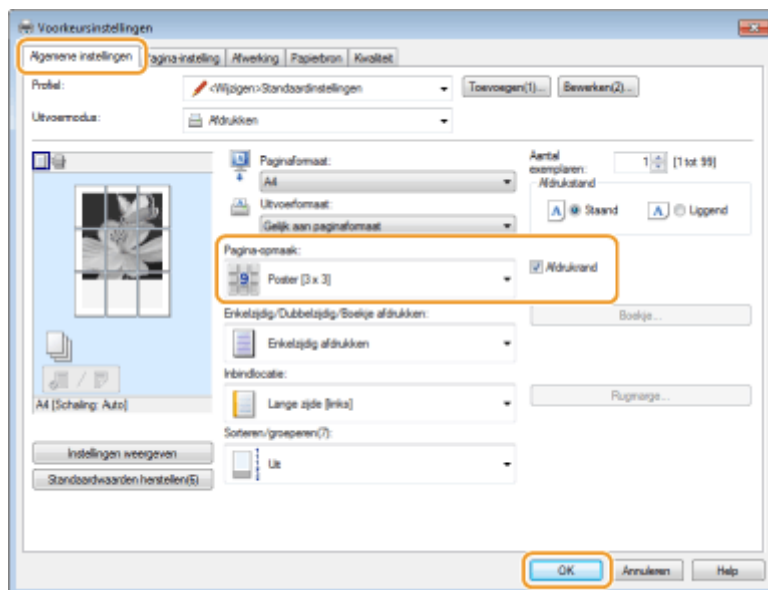 Voorkeursinstellingen
Algemene instellingen
Pagina-instelling
Afwerking
Papierbron
Kwaliteit
Profiel:
<Wijzigen>Standaardinstellingen
Toevoegen(1)...
Bewerken(2)...
Uitvoermodus:
Afdrukken
Paginaformaat:
A4
Aantal
exemplaren:
1
[1 tot 99]
Uitvoerformaat:
Gelijk aan paginaformaat
Afdrukstand
A
Staand
A
Liggend
Pagina-opmaak:
9
Poster [3 x 3]
Afdrukrand
Enkelzijdig/Dubbelzijdig/Boekje afdrukken:
Enkelzijdig afdrukken
Boekje...
Inbindlocatie:
Lange zijde [links]
Rugmarge...
A4 [Schaling: Auto]
Sorteren/groeperen(7):
Uit
Instellingen weergeven
Standaardwaarden herstellen(6)
OK
Annuleren
Help